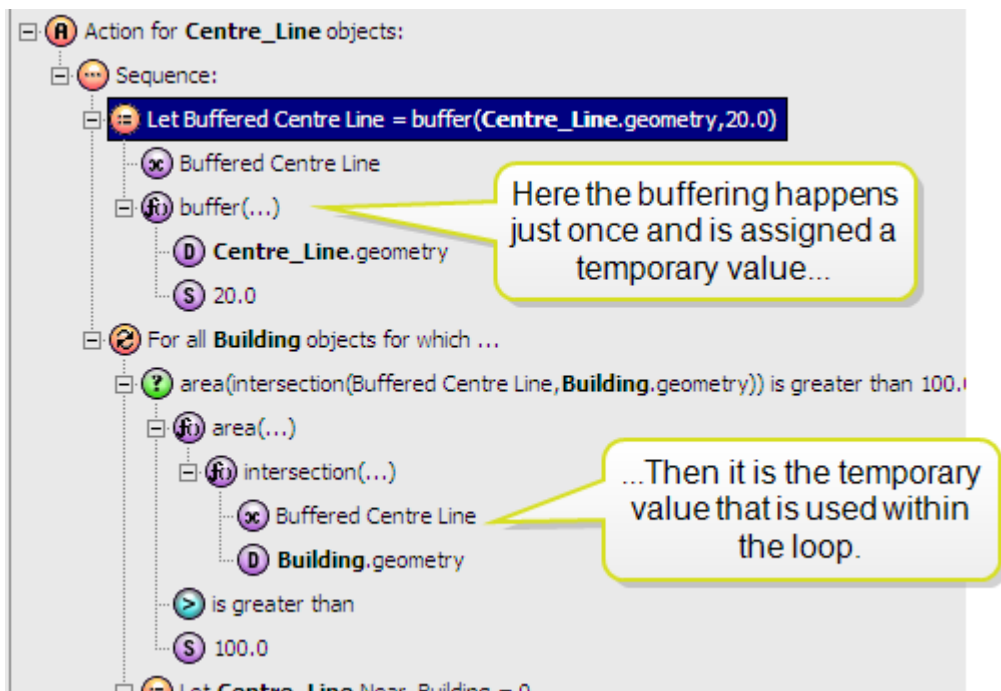 Action for Centre_Line objects:
Sequence:
Let Buffered Centre Line = buffer(Centre_Line.geometry,20.0)
Buffered Centre Line
buffer(...)
Centre_Line.geometry
20.0
Here the buffering happens
just once and is assigned a
temporary value...
For all Building objects for which ...
area(intersection(Buffered Centre Line,Building.geometry)) is greater than 100.
area(...)
intersection(...)
Buffered Centre Line
Building.geometry
...Then it is the temporary
value that is used within
the loop.
is greater than
100.0
Let Centre_Line.Near_Building =